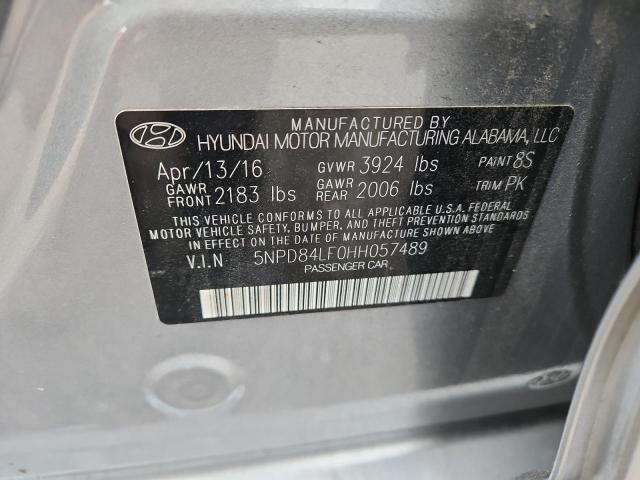 MANUFACTURED BY
HYUNDAI MOTOR MANUFACTURING ALABAMA, LLC
Apr/13/16 GVWR 3924 lbs PAINT 8S
GAWR FRONT 2183 lbs GAWR REAR 2006 lbs TRIM PK
THIS VEHICLE CONFORMS TO ALL APPLICABLE U.S.A. FEDERAL
MOTOR VEHICLE SAFETY, BUMPER, AND THEFT PREVENTION STANDARDS
IN EFFECT ON THE DATE OF MANUFACTURE SHOWN ABOVE.
V.I.N 5NPD84LF0HH057489
PASSENGER CAR